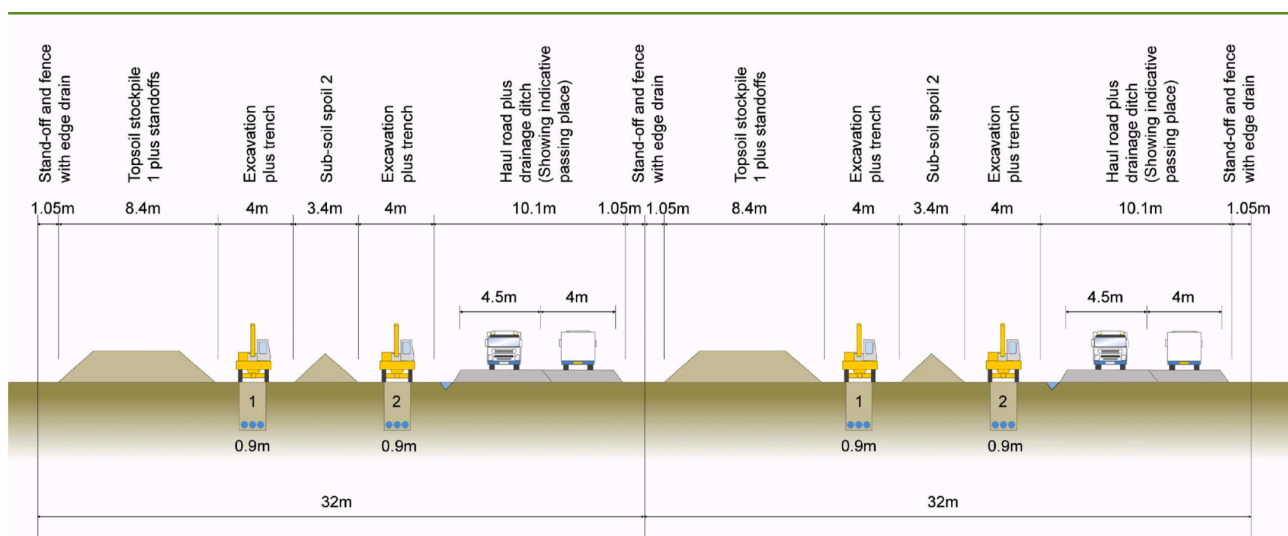 Stand-off and fence
with edge drain
Topsoil stockpile
1 plus standoffs
Excavation
plus trench
Sub-soil spoil 2
Excavation
plus trench
Haul road plus
drainage ditch
(Showing indicative
passing place)
Stand-off and fence
with edge drain
Topsoil stockpile
1 plus standoffs
Excavation
plus trench
Sub-soil spoil 2
Excavation
plus trench
Haul road plus
drainage ditch
(Showing indicative
passing place)
Stand-off and fence
with edge drain
1.05m 8.4m 4m 3.4m 4m 10.1m 1.05m 1.05m 8.4m 4m 3.4m 4m 10.1m 1.05m
4.5m 4m 4.5m 4m
1 2 1 2
0.9m 0.9m 0.9m 0.9m
32m 32m